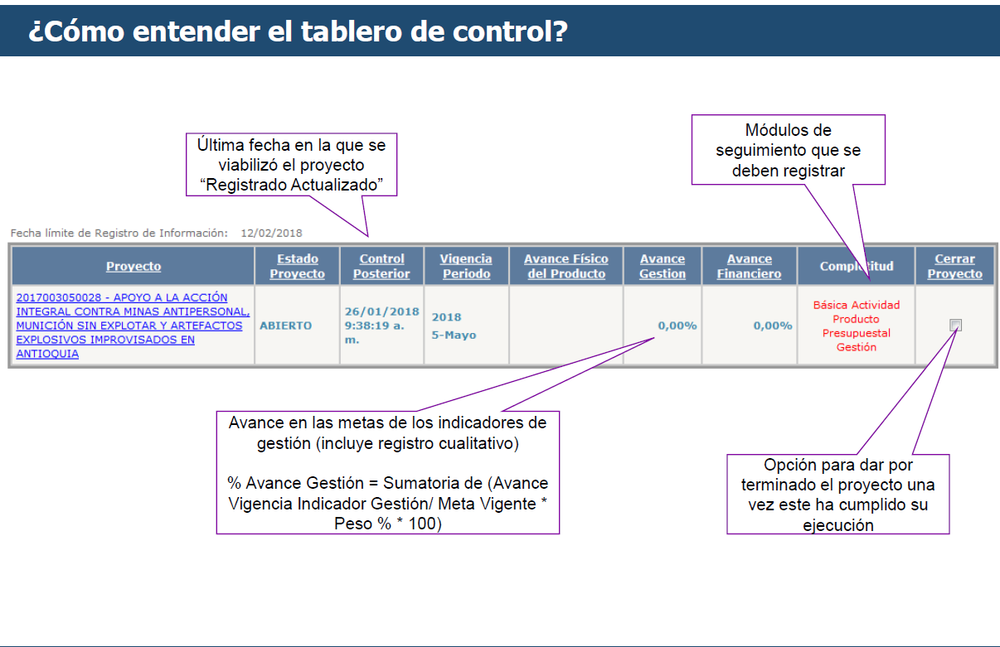 ¿Cómo entender el tablero de control?
Última fecha en la que se
viabilizó el proyecto
“Registrado Actualizado”
Módulos de
seguimiento que se
deben registrar
Fecha límite de Registro de Información: 12/02/2018
Proyecto
Estado
Proyecto
Control
Posterior
Vigencia
Periodo
Avance Físico
del Producto
Avance
Gestion
Avance
Financiero
Completitud
Cerrar
Proyecto
2017003050028 - APOYO A LA ACCIÓN
INTEGRAL CONTRA MINAS ANTIPERSONAL,
MUNICIÓN SIN EXPLOTAR Y ARTEFACTOS
EXPLOSIVOS IMPROVISADOS EN
ANTIOQUIA
ABIERTO
26/01/2018
9:38:19 a.
m.
2018
5-Mayo
0,00%
0,00%
Básica Actividad
Producto
Presupuestal
Gestión
Avance en las metas de los indicadores de
gestión (incluye registro cualitativo)
% Avance Gestión = Sumatoria de (Avance
Vigencia Indicador Gestión/ Meta Vigente *
Peso % * 100)
Opción para dar por
terminado el proyecto una
vez este ha cumplido su
ejecución